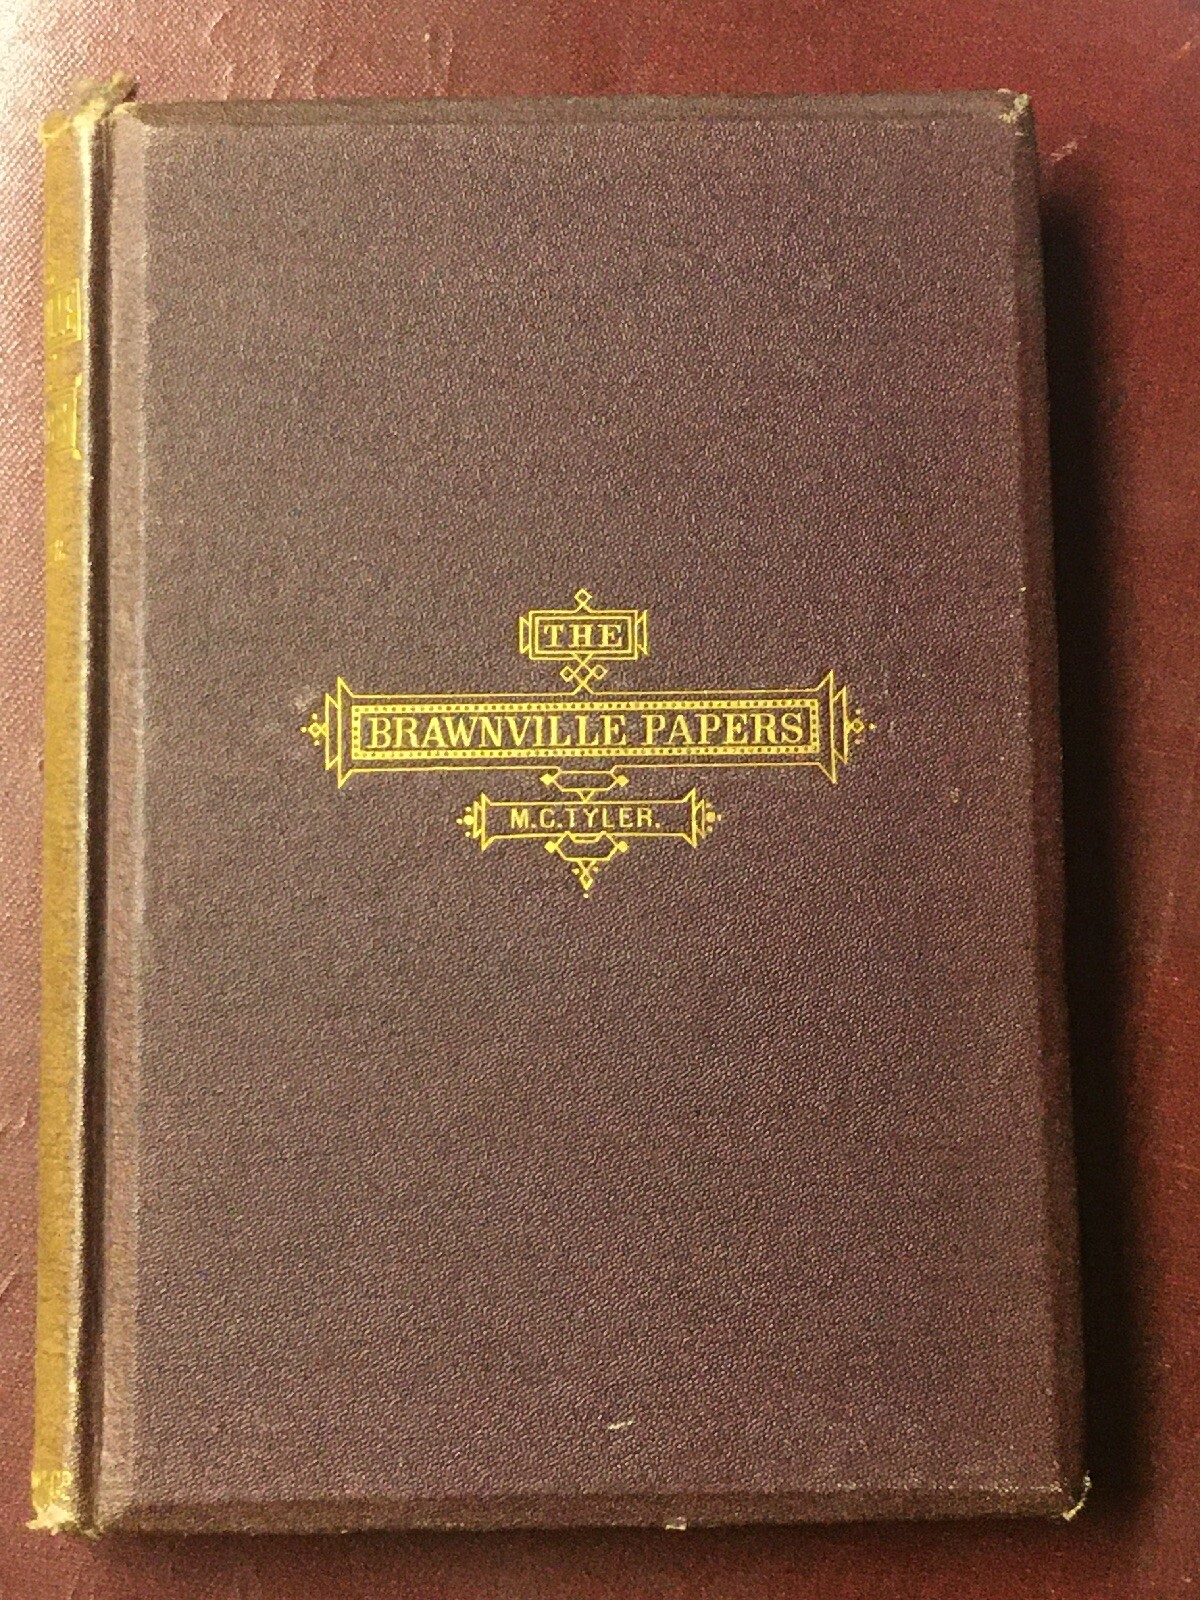 THE
BRAWNVILLE PAPERS
M.C.TYLER.